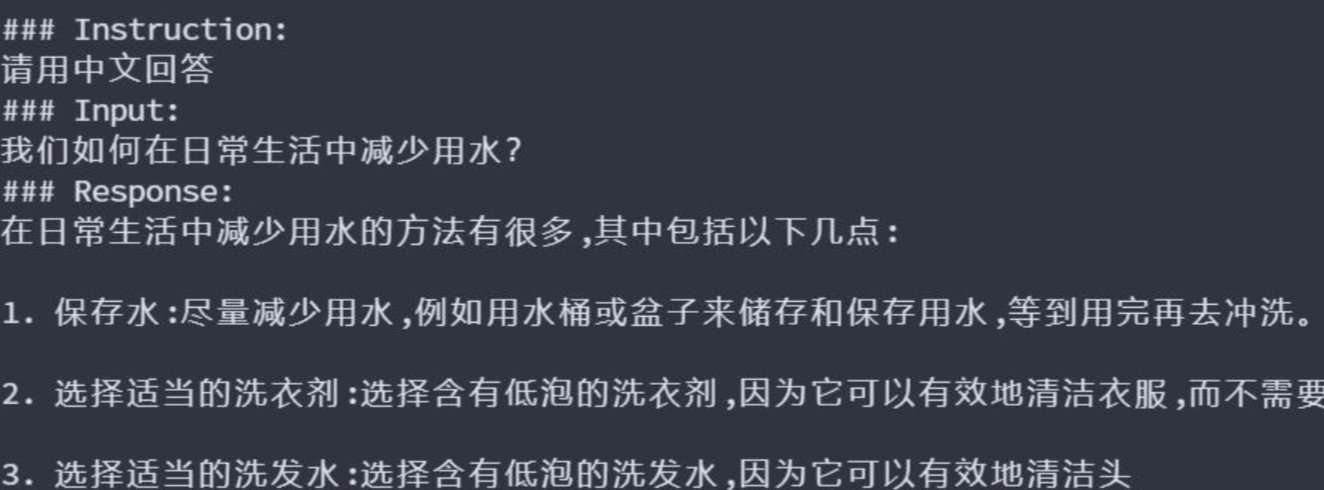 ### Instruction:
请用中文回答
### Input:
我们如何在日常生活中减少用水?
### Response:
在日常生活中减少用水的方法有很多,其中包括以下几点:
1. 保存水:尽量减少用水,例如用水桶或盆子来储存和保存用水,等到用完再去冲洗。
2. 选择适当的洗衣剂:选择含有低泡的洗衣剂,因为它可以有效地清洁衣服,而不需要
3. 选择适当的洗发水:选择含有低泡的洗发水,因为它可以有效地清洁头